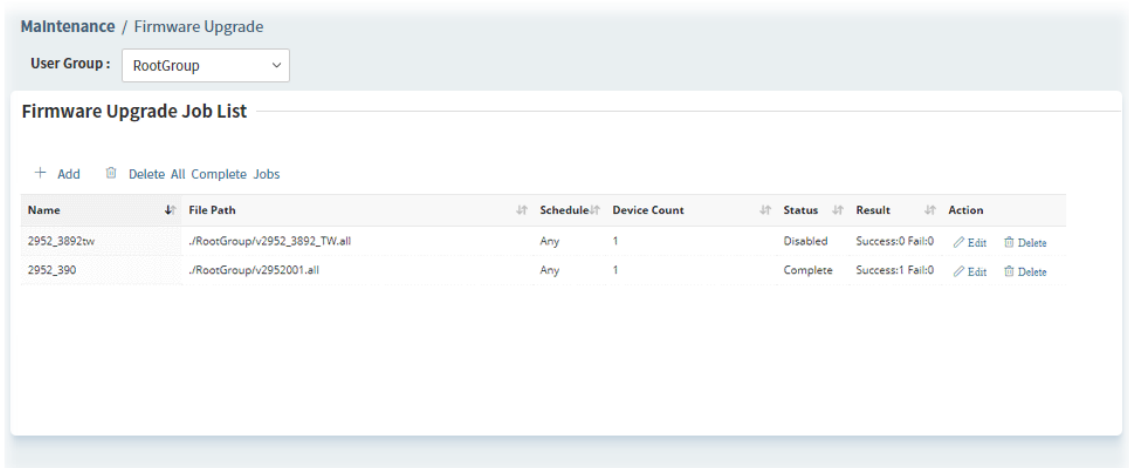 Maintenance / Firmware Upgrade
User Group : RootGroup
Firmware Upgrade Job List
+ Add Delete All Complete Jobs
Name File Path Schedule Device Count Status Result Action
2952_3892tw ./RootGroup/v2952_3892_TW.all Any 1 Disabled Success:0 Fail:0 Edit Delete
2952_390 ./RootGroup/v2952001.all Any 1 Complete Success:1 Fail:0 Edit Delete